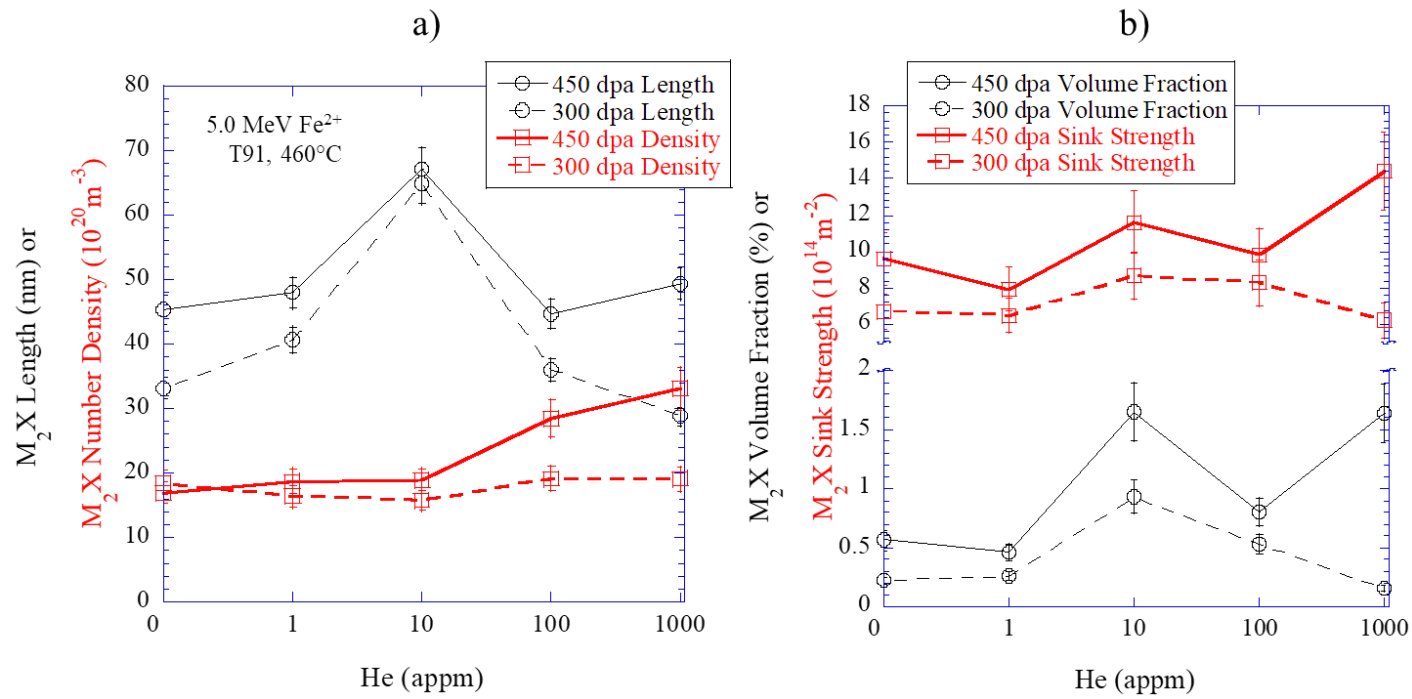 a)
450 dpa Length
300 dpa Length
450 dpa Density
300 dpa Density
5.0 MeV Fe²⁺
T91, 460°C
M₂X Length (nm) or
M₂X Number Density (10²⁰m⁻³)
80
70
60
50
40
30
20
10
0
0 1 10 100 1000
He (appm)
b)
450 dpa Volume Fraction
300 dpa Volume Fraction
450 dpa Sink Strength
300 dpa Sink Strength
M₂X Volume Fraction (%) or
M₂X Sink Strength (10¹⁴m⁻²)
18
16
14
12
10
8
6
2
1.5
1
0.5
0
0 1 10 100 1000
He (appm)